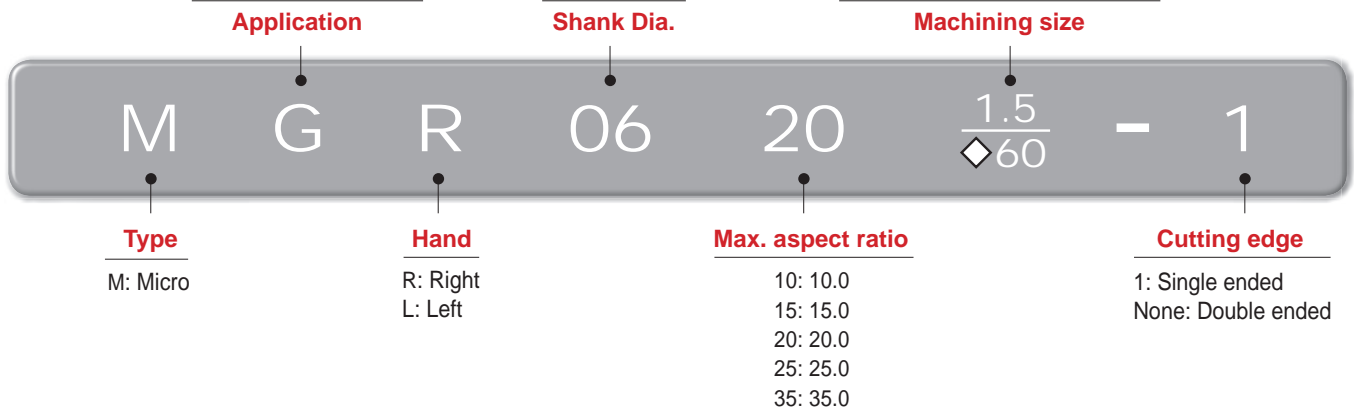 Application Shank Dia. Machining size
M G R 06 20 1.5/◇60 - 1
Type Hand Max. aspect ratio Cutting edge
M: Micro R: Right 10: 10.0 1: Single ended
L: Left 15: 15.0 None: Double ended
20: 20.0
25: 25.0
35: 35.0